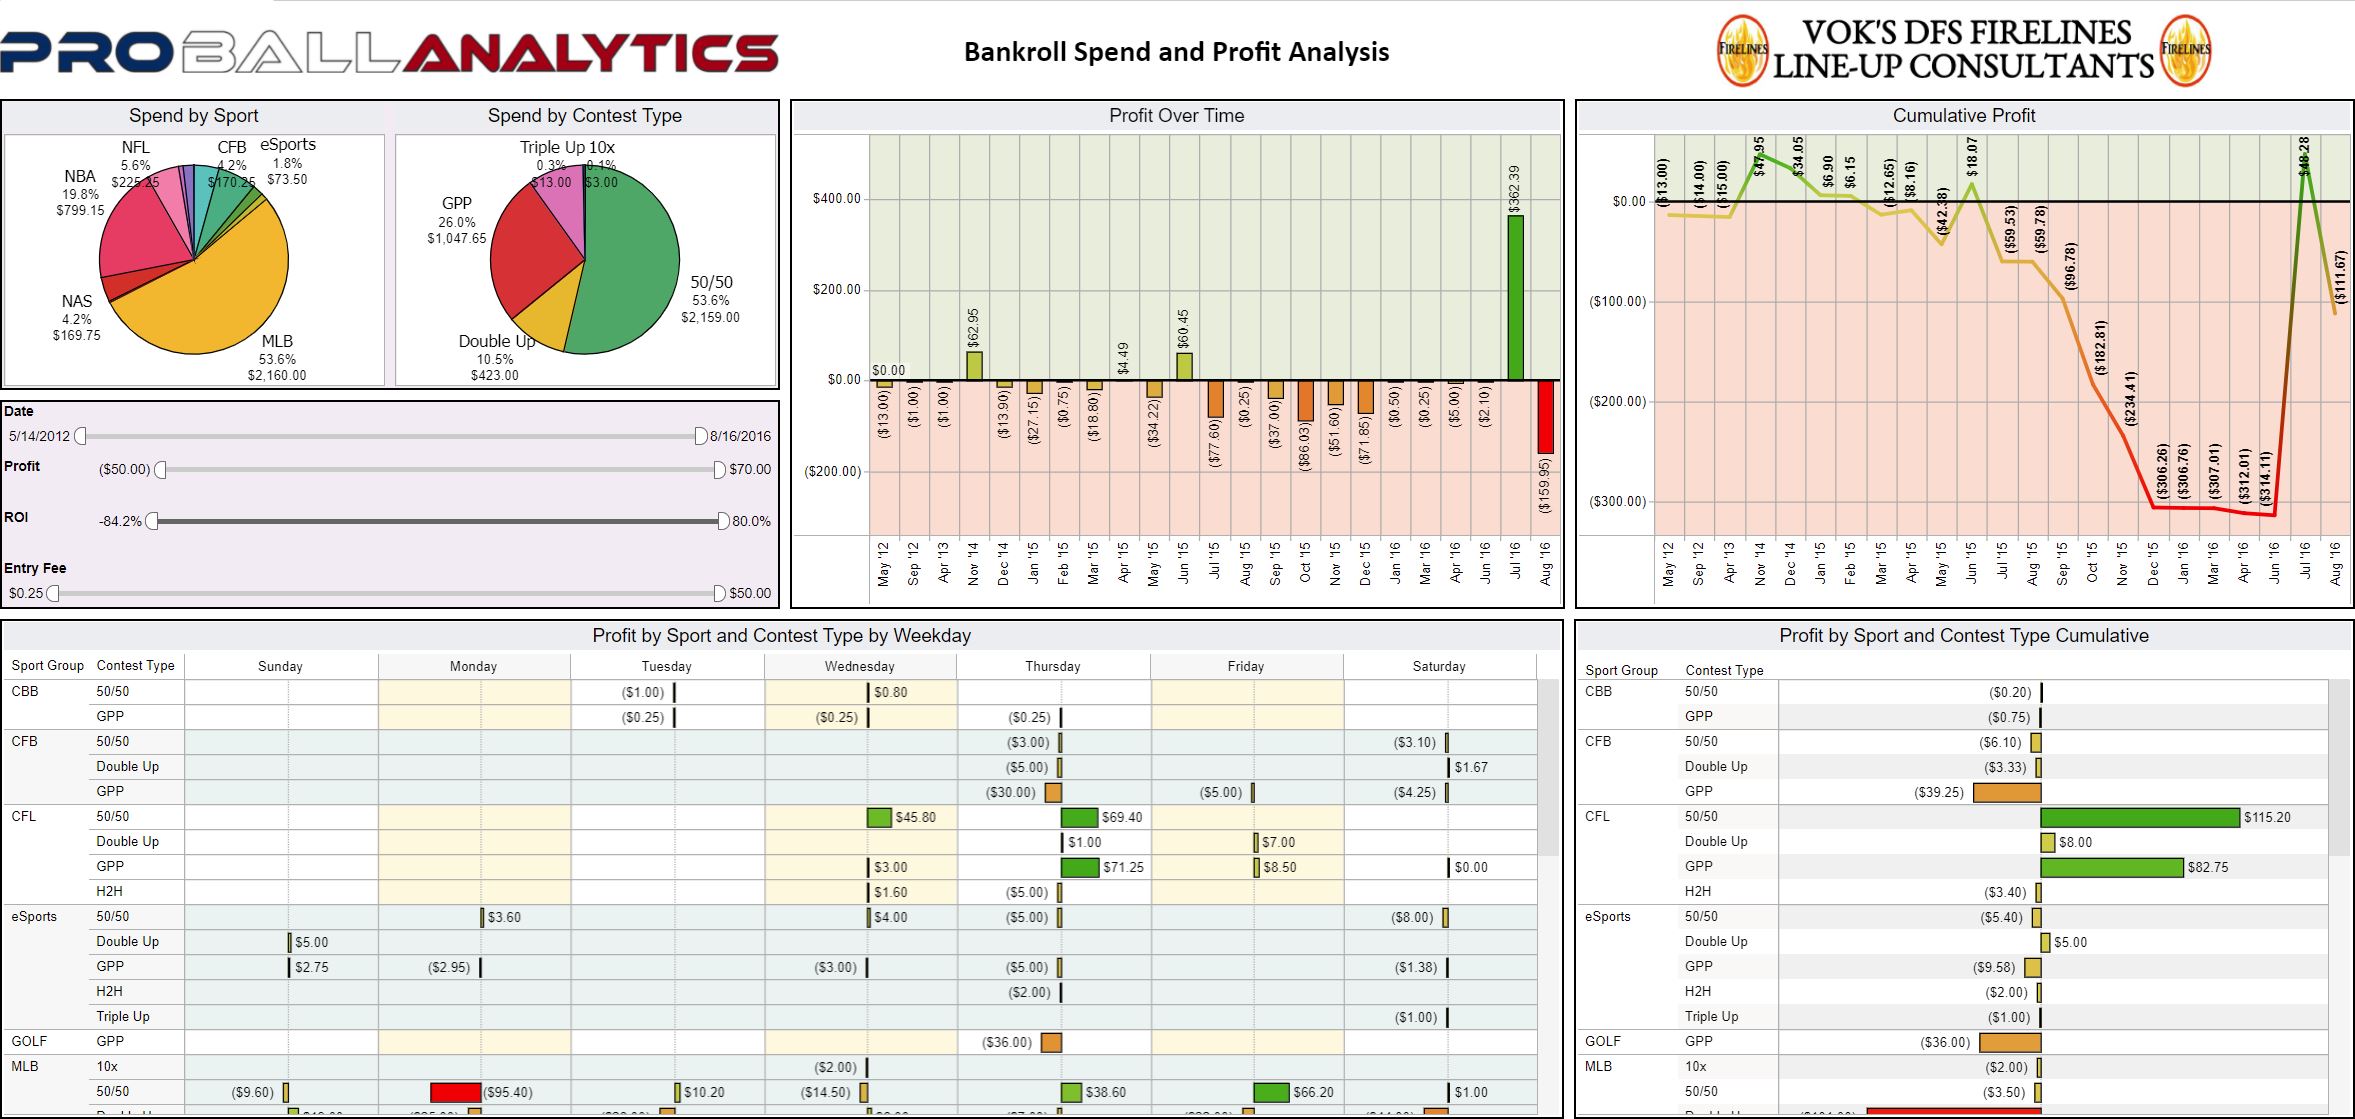 PROBALLANALYTICS
Bankroll Spend and Profit Analysis
FIRELINES
VOK'S DFS FIRELINES
LINE-UP CONSULTANTS
FIRELINES
Spend by Sport
NFL
5.6%
$225.25
CFB
4.2%
$170.25
eSports
1.8%
$73.50
NBA
19.8%
$799.15
NAS
4.2%
$169.75
MLB
53.6%
$2,160.00
Spend by Contest Type
Triple Up
0.3%
$13.00
10x
0.1%
$3.00
GPP
26.0%
$1,047.65
50/50
53.6%
$2,159.00
Double Up
10.5%
$423.00
Date
5/14/2012 8/16/2016
Profit
($50.00) $70.00
ROI
-84.2% 80.0%
Entry Fee
$0.25 $50.00
Profit Over Time
$400.00
$200.00
$0.00
($200.00)
$0.00
($13.00)
($1.00)
($1.00)
$62.95
($13.90)
($27.15)
($0.75)
($18.80)
$4.49
($34.22)
$60.45
($77.60)
($0.25)
($37.00)
($86.03)
($51.60)
($71.85)
($0.50)
($0.25)
($5.00)
($2.10)
$362.39
($159.95)
May '12
Sep '12
Apr '13
Nov '14
Dec '14
Jan '15
Feb '15
Mar '15
Apr '15
May '15
Jun '15
Jul '15
Aug '15
Sep '15
Oct '15
Nov '15
Dec '15
Jan '16
Mar '16
Apr '16
Jun '16
Jul '16
Aug '16
Cumulative Profit
$0.00
($100.00)
($200.00)
($300.00)
($13.00)
($14.00)
($15.00)
$47.95
$34.05
$6.90
$6.15
($12.65)
($8.16)
($42.38)
$18.07
($59.53)
($59.78)
($96.78)
($182.81)
($234.41)
($306.26)
($306.76)
($307.01)
($312.01)
($314.11)
$48.28
($111.67)
May '12
Sep '12
Apr '13
Nov '14
Dec '14
Jan '15
Feb '15
Mar '15
Apr '15
May '15
Jun '15
Jul '15
Aug '15
Sep '15
Oct '15
Nov '15
Dec '15
Jan '16
Mar '16
Apr '16
Jun '16
Jul '16
Aug '16
Profit by Sport and Contest Type by Weekday
Sport Group Contest Type Sunday Monday Tuesday Wednesday Thursday Friday Saturday
CBB 50/50 ($1.00) $0.80
GPP ($0.25) ($0.25) ($0.25)
CFB 50/50 ($3.00) ($3.10)
Double Up ($5.00) $1.67
GPP ($30.00) ($5.00) ($4.25)
CFL 50/50 $45.80 $69.40
Double Up $1.00 $7.00
GPP $3.00 $71.25 $8.50 $0.00
H2H $1.60 ($5.00)
eSports 50/50 $3.60 $4.00 ($5.00) ($8.00)
Double Up $5.00
GPP $2.75 ($2.95) ($3.00) ($5.00) ($1.38)
H2H ($2.00)
Triple Up ($1.00)
GOLF GPP ($36.00)
MLB 10x ($2.00)
50/50 ($9.60) ($95.40) $10.20 ($14.50) $38.60 $66.20 $1.00
Profit by Sport and Contest Type Cumulative
Sport Group Contest Type
CBB 50/50 ($0.20)
GPP ($0.75)
CFB 50/50 ($6.10)
Double Up ($3.33)
GPP ($39.25)
CFL 50/50 $115.20
Double Up $8.00
GPP $82.75
H2H ($3.40)
eSports 50/50 ($5.40)
Double Up $5.00
GPP ($9.58)
H2H ($2.00)
Triple Up ($1.00)
GOLF GPP ($36.00)
MLB 10x ($2.00)
50/50 ($3.50)